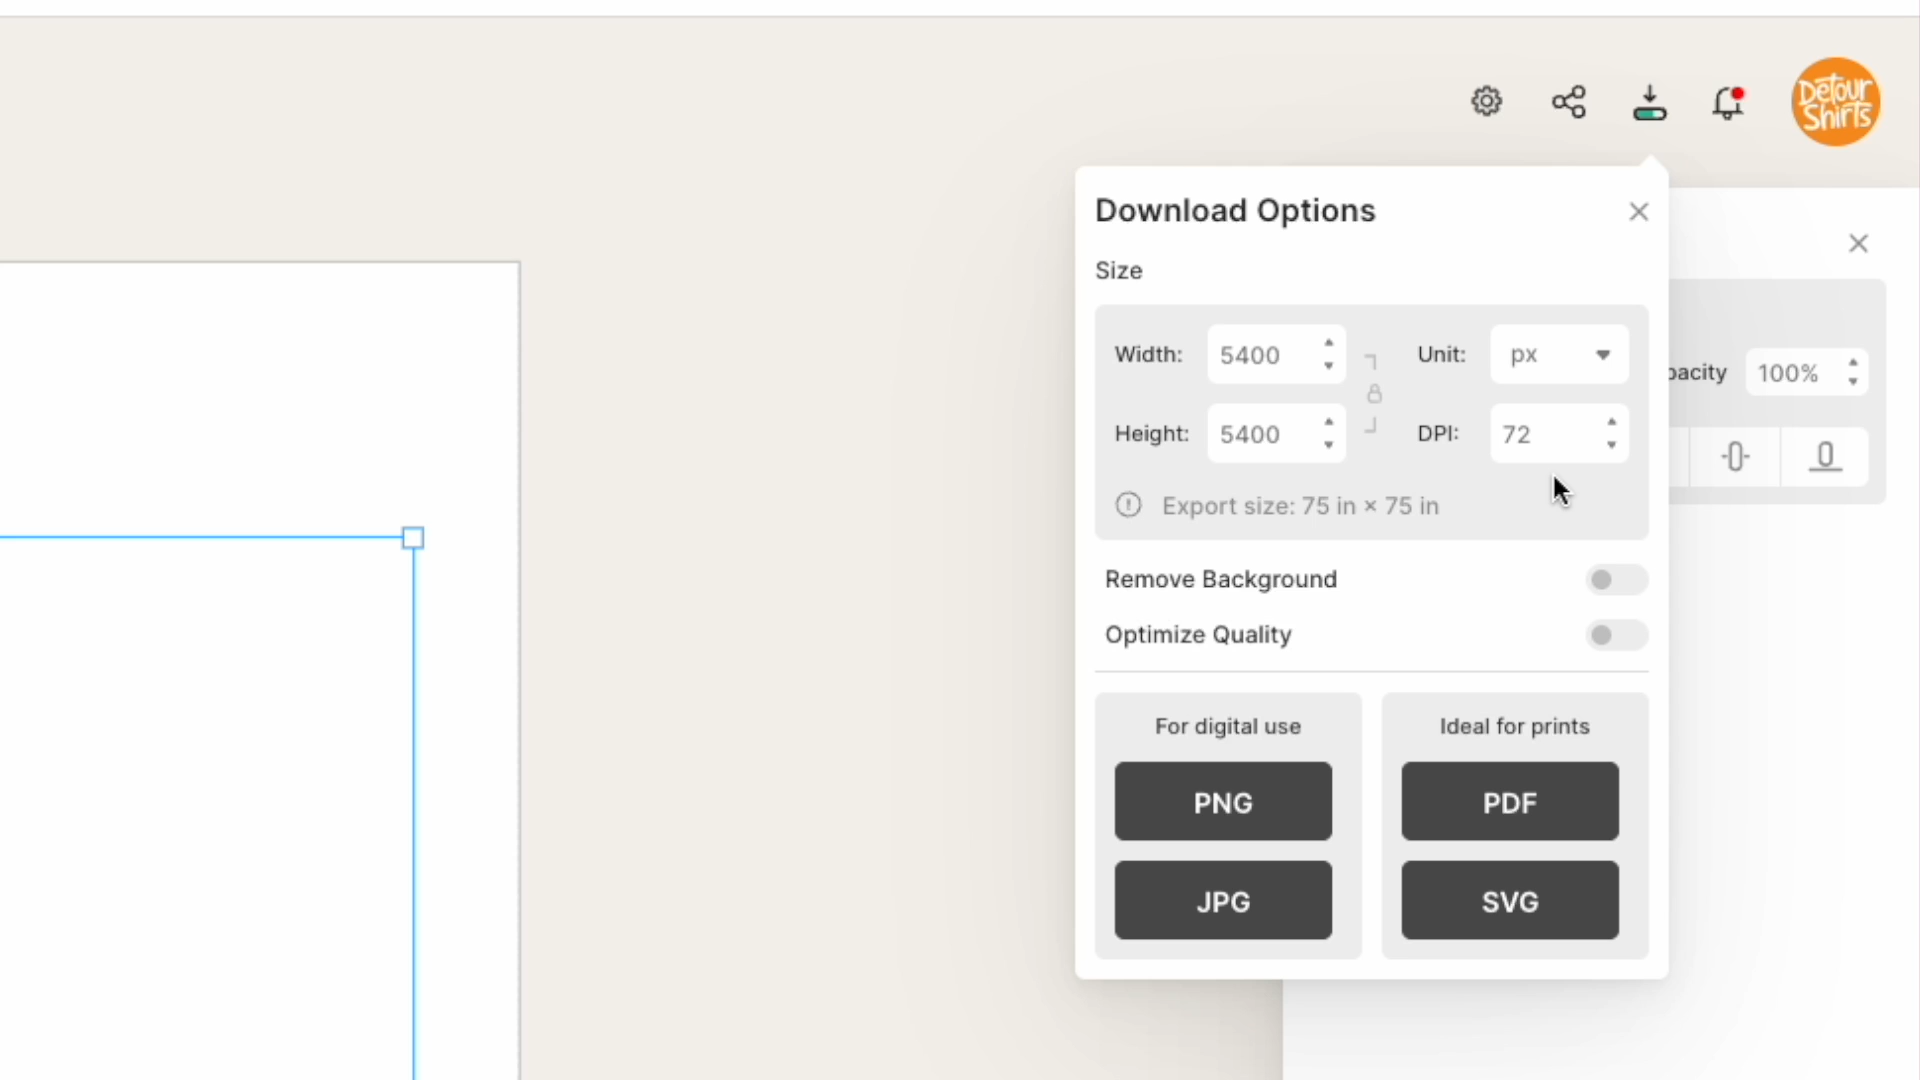 Detour
Shirts
Download Options
Size
Width: 5400 Unit: px
pacity 100%
Height: 5400 DPI: 72
Export size: 75 in × 75 in
Remove Background
Optimize Quality
For digital use Ideal for prints
PNG PDF
JPG SVG